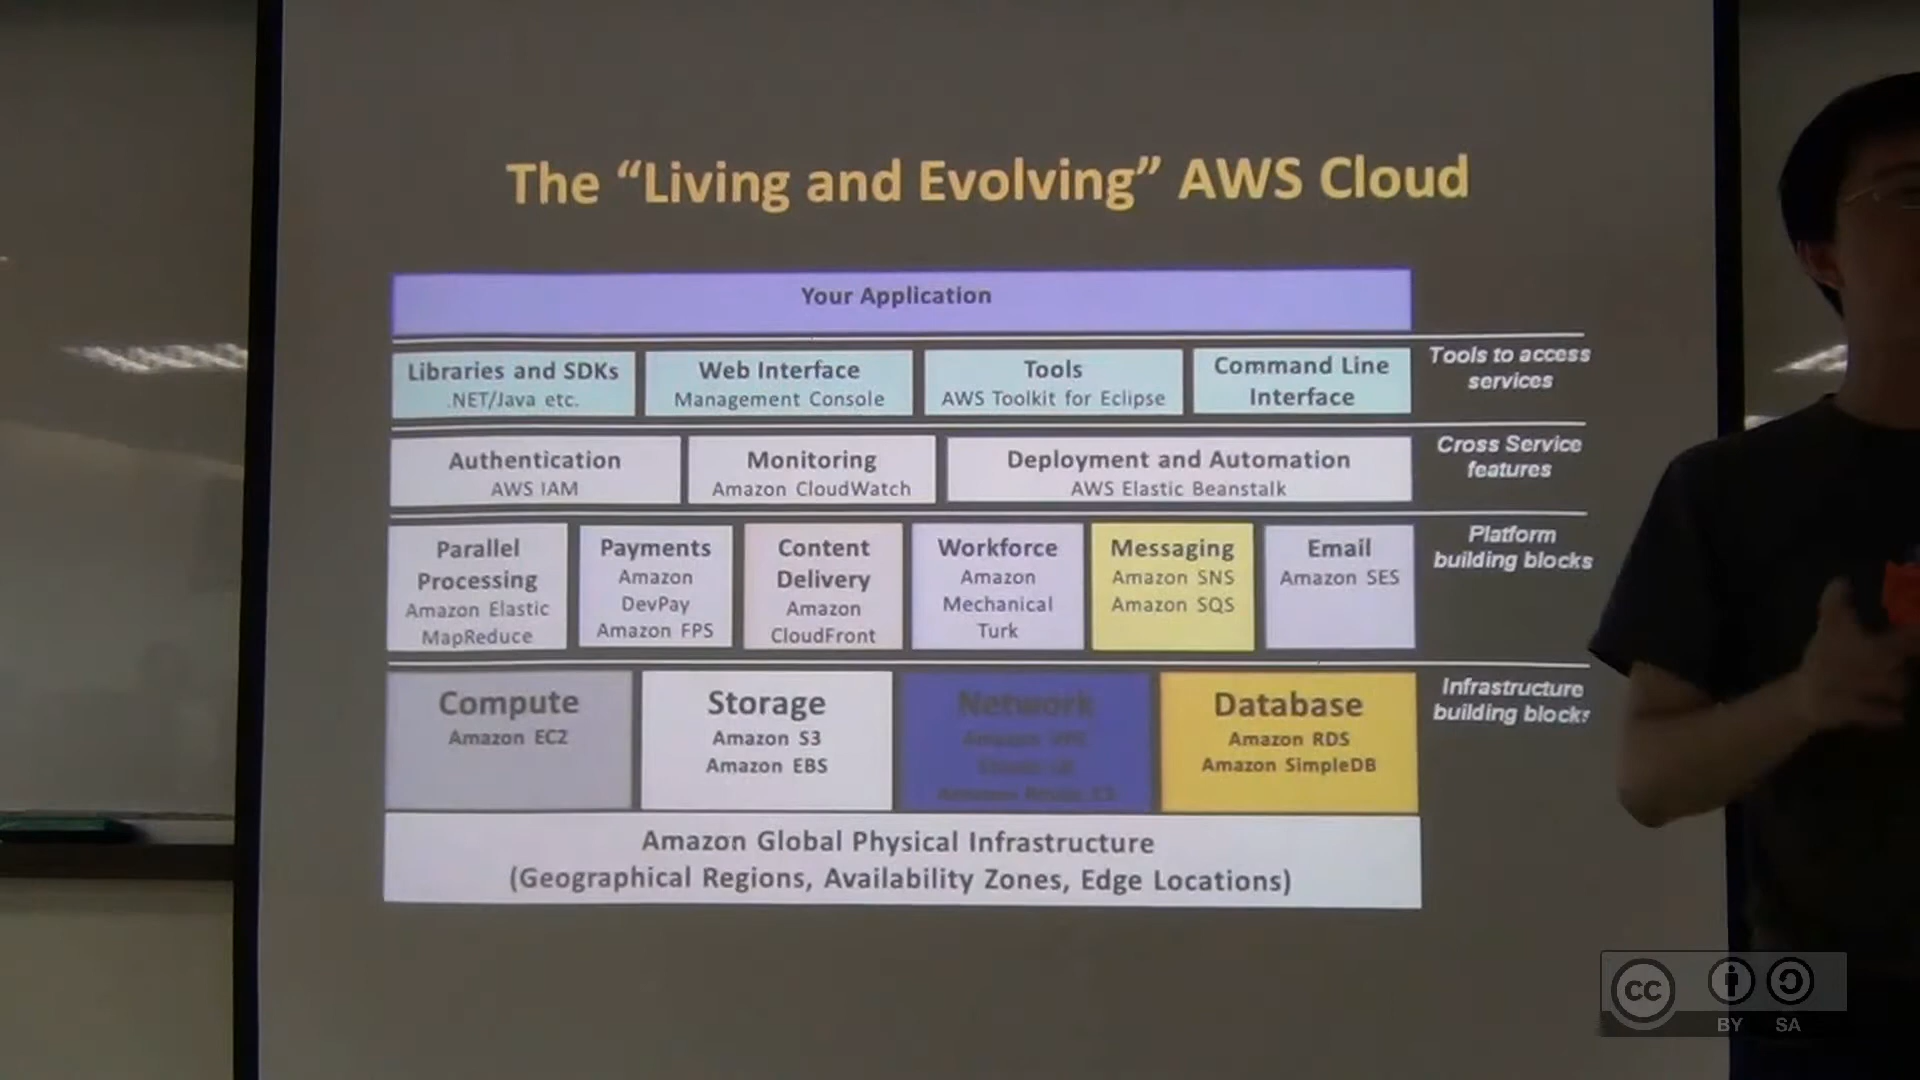 The “Living and Evolving” AWS Cloud
Your Application
Libraries and SDKs
.NET/Java etc.
Web Interface
Management Console
Tools
AWS Toolkit for Eclipse
Command Line
Interface
Tools to access
services
Authentication
AWS IAM
Monitoring
Amazon CloudWatch
Deployment and Automation
AWS Elastic Beanstalk
Cross Service
features
Parallel
Processing
Amazon Elastic
MapReduce
Payments
Amazon
DevPay
Amazon FPS
Content
Delivery
Amazon
CloudFront
Workforce
Amazon
Mechanical
Turk
Messaging
Amazon SNS
Amazon SQS
Email
Amazon SES
Platform
building blocks
Compute
Amazon EC2
Storage
Amazon S3
Amazon EBS
Network
Database
Amazon RDS
Amazon SimpleDB
Infrastructure
building blocks
Amazon Global Physical Infrastructure
(Geographical Regions, Availability Zones, Edge Locations)
cc
BY SA